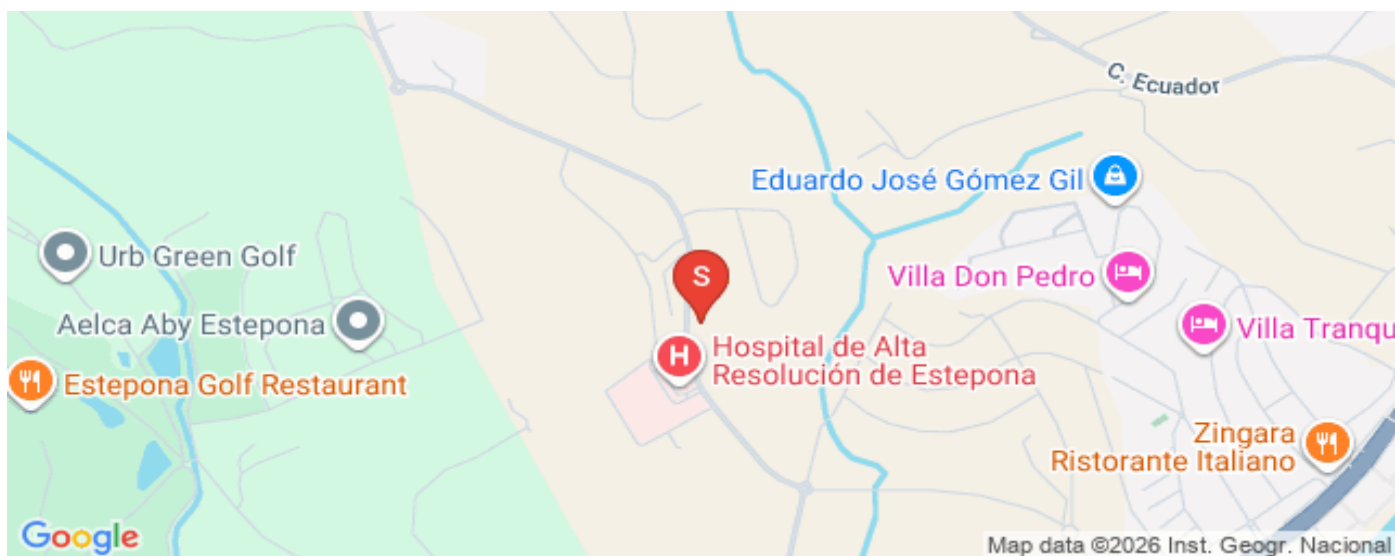 C. Ecuador
Eduardo José Gómez Gil
Urb Green Golf
S
Villa Don Pedro
Aelca Aby Estepona
Villa Tranqu
H
Hospital de Alta
Resolución de Estepona
Estepona Golf Restaurant
Zingara
Ristorante Italiano
Google
Map data ©2026 Inst. Geogr. Nacional